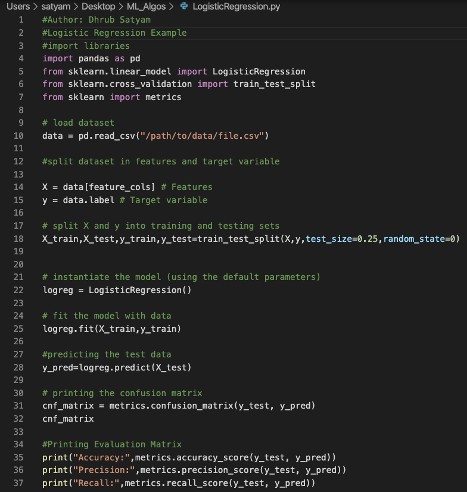 Users > satyam > Desktop > ML_Algos > LogisticRegression.py
1 #Author: Dhrub Satyam
2 #Logistic Regression Example
3 #import libraries
4 import pandas as pd
5 from sklearn.linear_model import LogisticRegression
6 from sklearn.cross_validation import train_test_split
7 from sklearn import metrics
8
9 # load dataset
10 data = pd.read_csv("/path/to/data/file.csv")
11
12 #split dataset in features and target variable
13
14 X = data[feature_cols] # Features
15 y = data.label # Target variable
16
17 # split X and y into training and testing sets
18 X_train,X_test,y_train,y_test=train_test_split(X,y,test_size=0.25,random_state=0)
19
20
21 # instantiate the model (using the default parameters)
22 logreg = LogisticRegression()
23
24 # fit the model with data
25 logreg.fit(X_train,y_train)
26
27 #predicting the test data
28 y_pred=logreg.predict(X_test)
29
30 # printing the confusion matrix
31 cnf_matrix = metrics.confusion_matrix(y_test, y_pred)
32 cnf_matrix
33
34 #Printing Evaluation Matrix
35 print("Accuracy:",metrics.accuracy_score(y_test, y_pred))
36 print("Precision:",metrics.precision_score(y_test, y_pred))
37 print("Recall:",metrics.recall_score(y_test, y_pred))